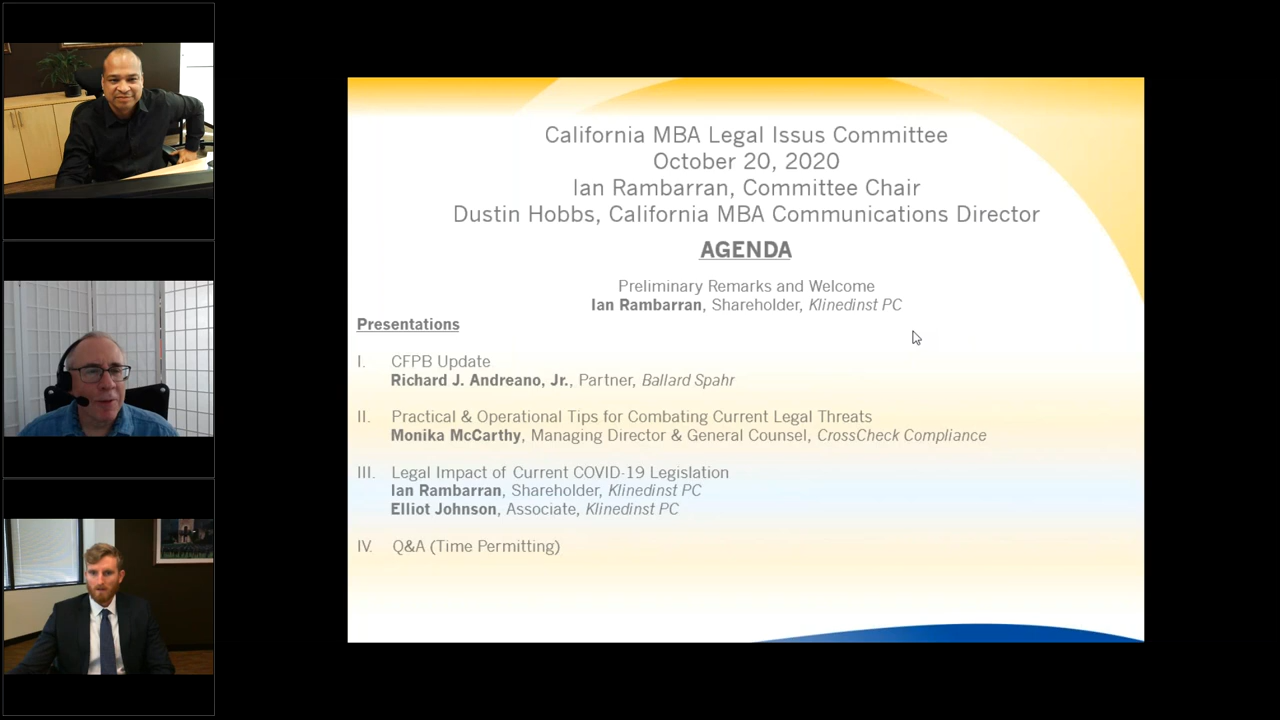 California MBA Legal Issus Committee
October 20, 2020
Ian Rambarran, Committee Chair
Dustin Hobbs, California MBA Communications Director
AGENDA
Preliminary Remarks and Welcome
Ian Rambarran, Shareholder, Klinedinst PC
Presentations
I. CFPB Update
Richard J. Andreano, Jr., Partner, Ballard Spahr
II. Practical & Operational Tips for Combating Current Legal Threats
Monika McCarthy, Managing Director & General Counsel, CrossCheck Compliance
III. Legal Impact of Current COVID-19 Legislation
Ian Rambarran, Shareholder, Klinedinst PC
Elliot Johnson, Associate, Klinedinst PC
IV. Q&A (Time Permitting)